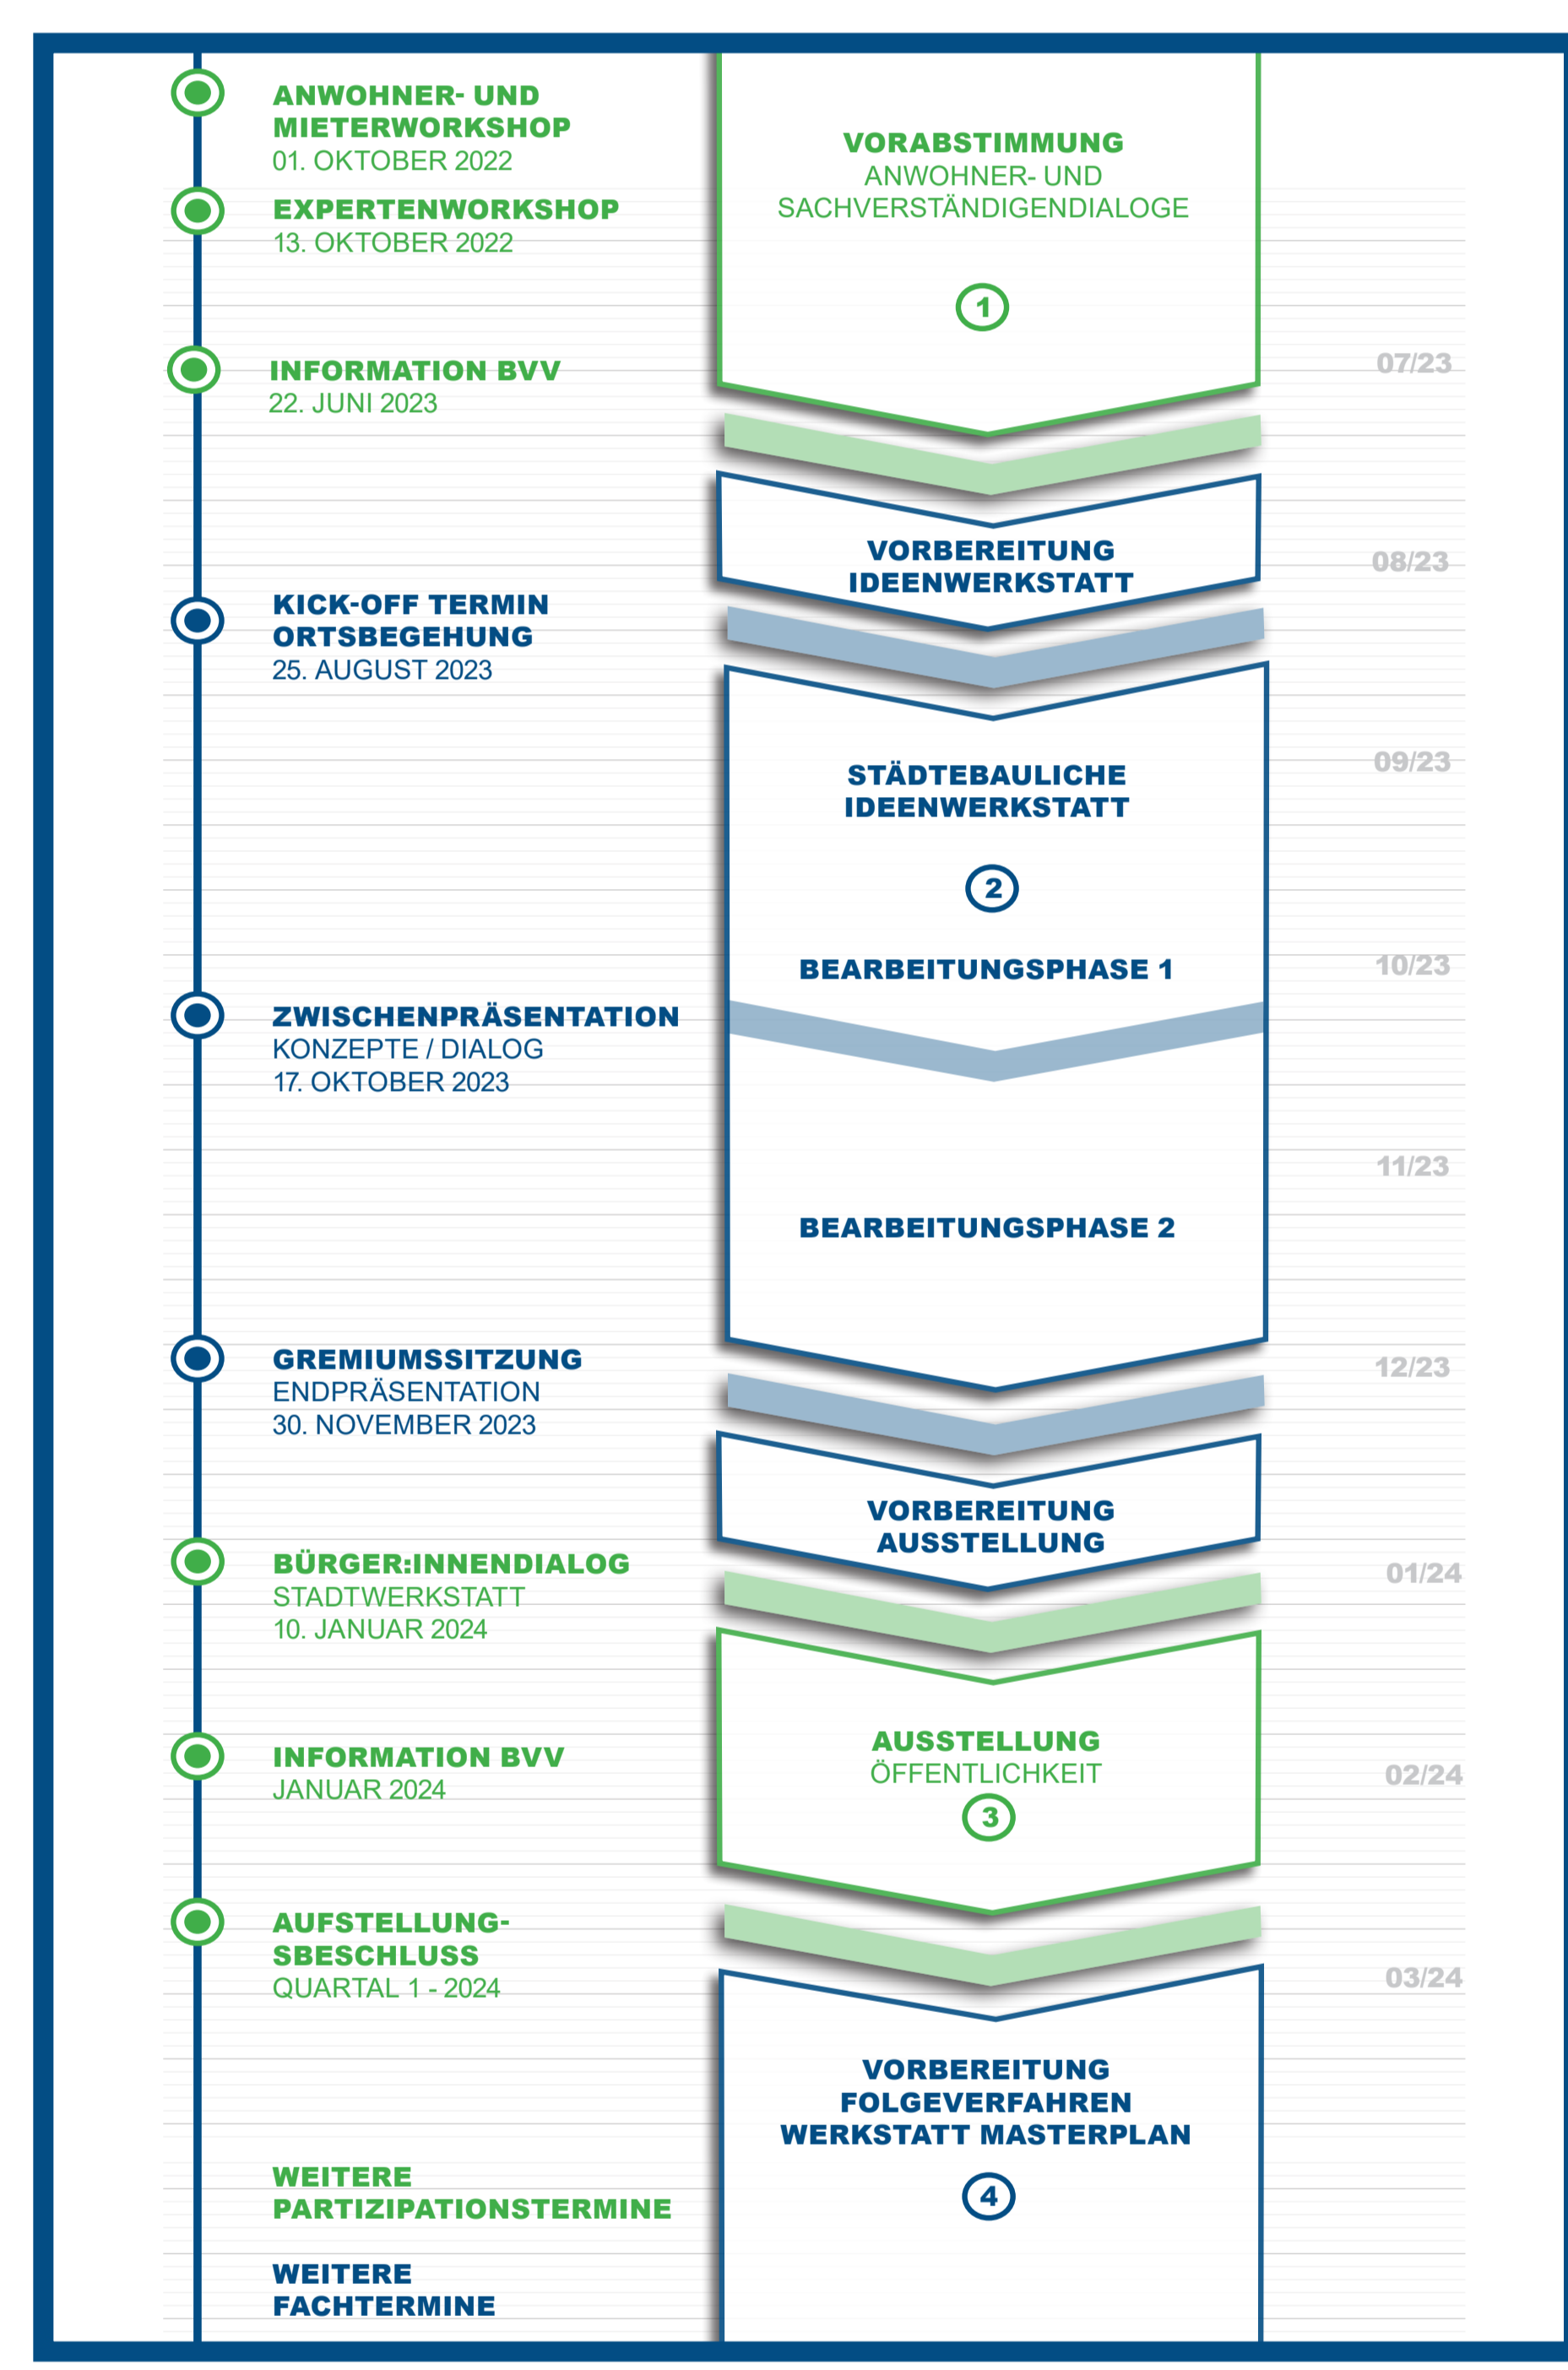 ANWOHNER- UND
MIETERWORKSHOP
01. OKTOBER 2022
EXPERTENWORKSHOP
13. OKTOBER 2022
INFORMATION BVV
22. JUNI 2023
KICK-OFF TERMIN
ORTSBEGEHUNG
25. AUGUST 2023
ZWISCHENPRÄSENTATION
KONZEPTE / DIALOG
17. OKTOBER 2023
GREMIUMSSITZUNG
ENDPRÄSENTATION
30. NOVEMBER 2023
BÜRGER:INNENDIALOG
STADTWERKSTATT
10. JANUAR 2024
INFORMATION BVV
JANUAR 2024
AUFSTELLUNG-
SBESCHLUSS
QUARTAL 1 - 2024
WEITERE
PARTIZIPATIONSTERMINE
WEITERE
FACHTERMINE
VORABSTIMMUNG
ANWOHNER- UND
SACHVERSTÄNDIGENDIALOGE
1
VORBEREITUNG
IDEENWERKSTATT
STÄDTEBAULICHE
IDEENWERKSTATT
2
BEARBEITUNGSPHASE 1
BEARBEITUNGSPHASE 2
VORBEREITUNG
AUSSTELLUNG
AUSSTELLUNG
ÖFFENTLICHKEIT
3
VORBEREITUNG
FOLGEVERFAHREN
WERKSTATT MASTERPLAN
4
07/23
08/23
09/23
10/23
11/23
12/23
01/24
02/24
03/24